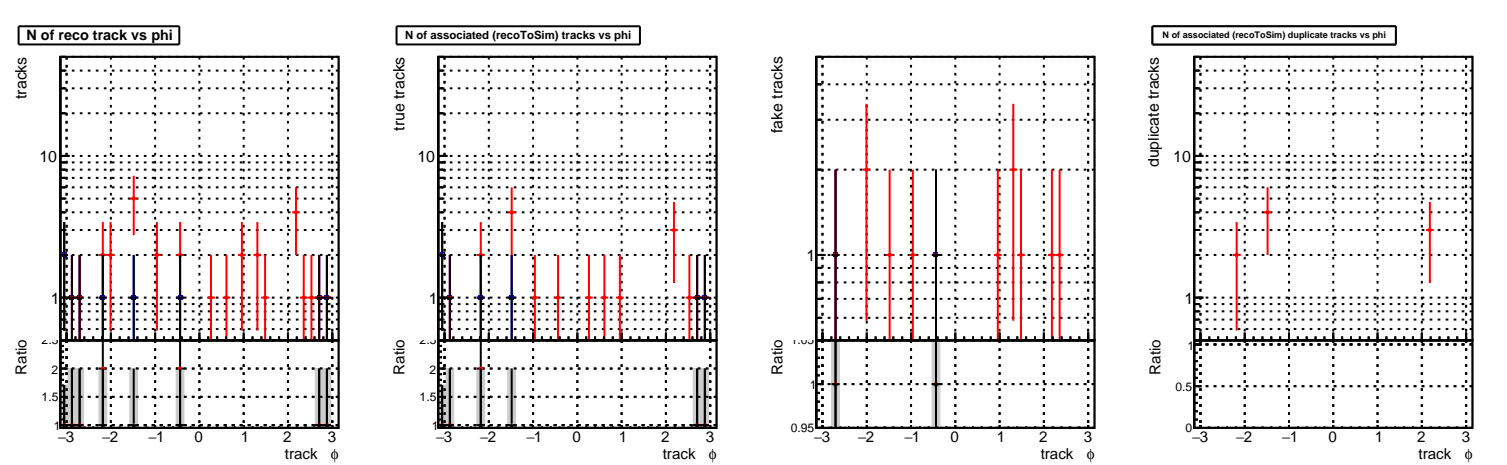 N of reco track vs phi
tracks
10
1
Ratio
2.5
2
1.5
1
−3 −2 −1 0 1 2 3
track ϕ
N of associated (recoToSim) tracks vs phi
true tracks
10
1
Ratio
2.5
2
1.5
1
−3 −2 −1 0 1 2 3
track ϕ
fake tracks
1
Ratio
1.05
1
0.95
−3 −2 −1 0 1 2 3
track ϕ
N of associated (recoToSim) duplicate tracks vs phi
duplicate tracks
10
1
Ratio
1
0.5
0
−3 −2 −1 0 1 2 3
track ϕ